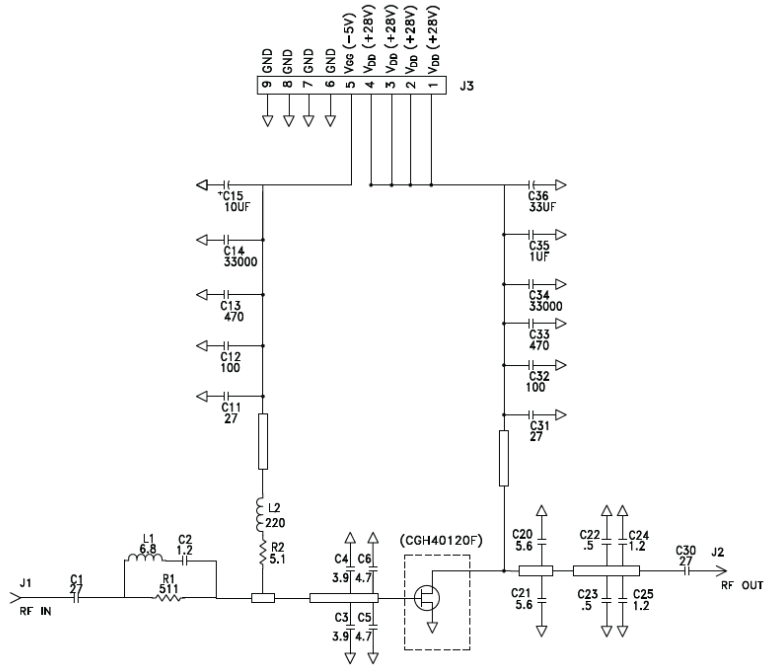 9 GND
8 GND
7 GND
6 GND
5 VGG (-5V)
4 VDD (+28V)
3 VDD (+28V)
2 VDD (+28V)
1 VDD (+28V)
J3
+C15
10UF
C36
33UF
C14
33000
C35
1UF
C13
470
C34
33000
C33
470
C12
100
C32
100
C11
27
C31
27
L2
220
R2
5.1
L1
6.8
C2
1.2
R1
511
J1
C1
27
RF IN
C4
3.9
C6
4.7
C3
3.9
C5
4.7
(CGH40120F)
C20
5.6
C22
.5
C24
1.2
C21
5.6
C23
.5
C25
1.2
C30
27
J2
RF OUT